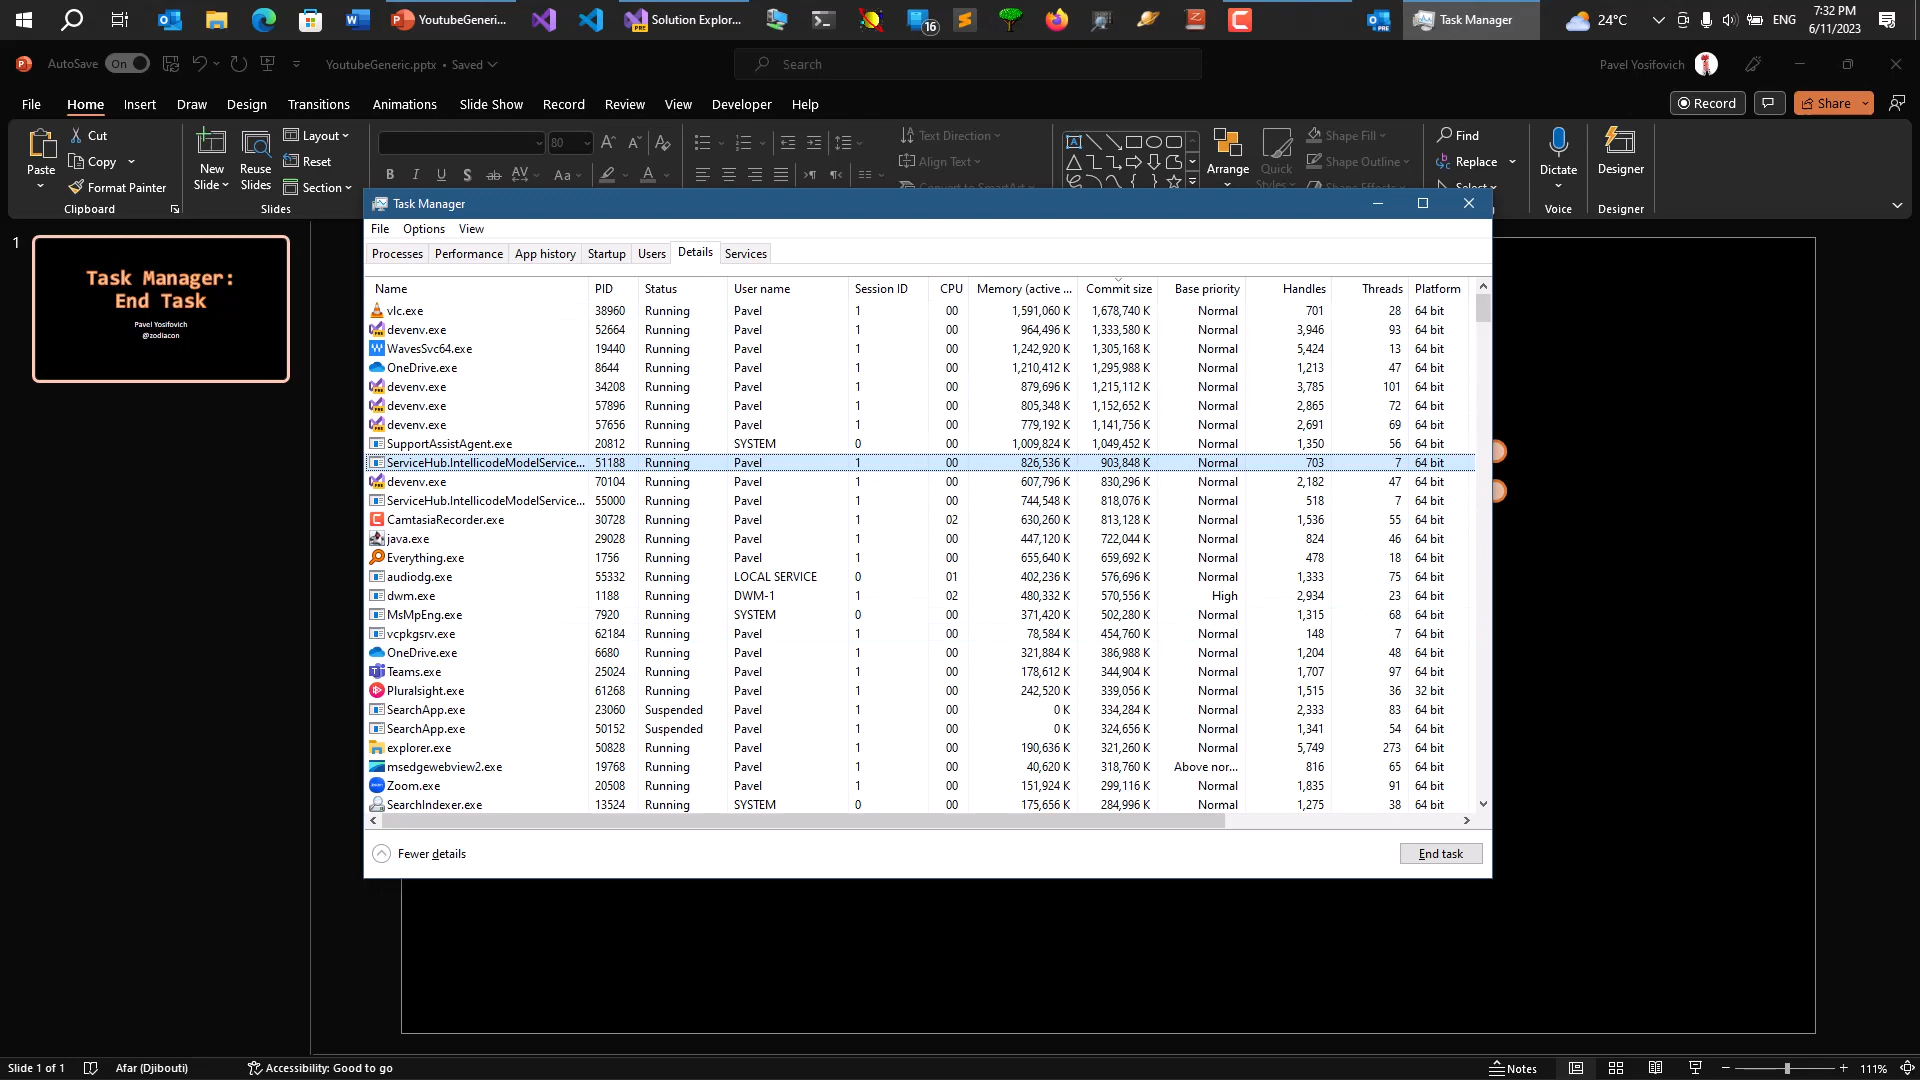 YoutubeGeneri...
Solution Explor...
16
Task Manager
24°C
ENG
7:32 PM
6/11/2023
AutoSave
On
YoutubeGeneric.pptx • Saved
Search
Pavel Yosifovich
File
Home
Insert
Draw
Design
Transitions
Animations
Slide Show
Record
Review
View
Developer
Help
Record
Share
Paste
Cut
Copy
Format Painter
Clipboard
New
Slide
Reuse
Slides
Layout
Reset
Section
Slides
80
Text Direction
Align Text
Arrange
Quick
Shape Fill
Shape Outline
Find
Replace
Dictate
Voice
Designer
Designer
1
Task Manager:
End Task
Pavel Yosifovich
@zodiacon
Task Manager
File Options View
Processes Performance App history Startup Users Details Services
Name PID Status User name Session ID CPU Memory (active ... Commit size Base priority Handles Threads Platform
vlc.exe 38960 Running Pavel 1 00 1,591,060 K 1,678,740 K Normal 701 28 64 bit
devenv.exe 52664 Running Pavel 1 00 964,496 K 1,333,580 K Normal 3,946 93 64 bit
WavesSvc64.exe 19440 Running Pavel 1 00 1,242,920 K 1,305,168 K Normal 5,424 13 64 bit
OneDrive.exe 8644 Running Pavel 1 00 1,210,412 K 1,295,988 K Normal 1,213 47 64 bit
devenv.exe 34208 Running Pavel 1 00 879,696 K 1,215,112 K Normal 3,785 101 64 bit
devenv.exe 57896 Running Pavel 1 00 805,348 K 1,152,652 K Normal 2,865 72 64 bit
devenv.exe 57656 Running Pavel 1 00 779,192 K 1,141,756 K Normal 2,691 69 64 bit
SupportAssistAgent.exe 20812 Running SYSTEM 0 00 1,009,824 K 1,049,452 K Normal 1,350 56 64 bit
ServiceHub.IntellicodeModelService... 51188 Running Pavel 1 00 826,536 K 903,848 K Normal 703 7 64 bit
devenv.exe 70104 Running Pavel 1 00 607,796 K 830,296 K Normal 2,182 47 64 bit
ServiceHub.IntellicodeModelService... 55000 Running Pavel 1 00 744,548 K 818,076 K Normal 518 7 64 bit
CamtasiaRecorder.exe 30728 Running Pavel 1 02 630,260 K 813,128 K Normal 1,536 55 64 bit
java.exe 29028 Running Pavel 1 00 447,120 K 722,044 K Normal 824 46 64 bit
Everything.exe 1756 Running Pavel 1 00 655,640 K 659,692 K Normal 478 18 64 bit
audiodg.exe 55332 Running LOCAL SERVICE 0 01 402,236 K 576,696 K Normal 1,333 75 64 bit
dwm.exe 1188 Running DWM-1 1 02 480,332 K 570,556 K High 2,934 23 64 bit
MsMpEng.exe 7920 Running SYSTEM 0 00 371,420 K 502,280 K Normal 1,315 68 64 bit
vcpkgsrv.exe 62184 Running Pavel 1 00 78,584 K 454,760 K Normal 148 7 64 bit
OneDrive.exe 6680 Running Pavel 1 00 321,884 K 386,988 K Normal 1,204 48 64 bit
Teams.exe 25024 Running Pavel 1 00 178,612 K 344,904 K Normal 1,707 97 64 bit
Pluralsight.exe 61268 Running Pavel 1 00 242,520 K 339,056 K Normal 1,515 36 32 bit
SearchApp.exe 23060 Suspended Pavel 1 00 0 K 334,284 K Normal 2,333 83 64 bit
SearchApp.exe 50152 Suspended Pavel 1 00 0 K 324,656 K Normal 1,341 54 64 bit
explorer.exe 50828 Running Pavel 1 00 190,636 K 321,260 K Normal 5,749 273 64 bit
msedgewebview2.exe 19768 Running Pavel 1 00 40,620 K 318,760 K Above nor... 816 65 64 bit
Zoom.exe 20508 Running Pavel 1 00 151,924 K 299,116 K Normal 1,835 91 64 bit
SearchIndexer.exe 13524 Running SYSTEM 0 00 175,656 K 284,996 K Normal 1,275 38 64 bit
Fewer details
End task
Slide 1 of 1
Afar (Djibouti)
Accessibility: Good to go
Notes
111%